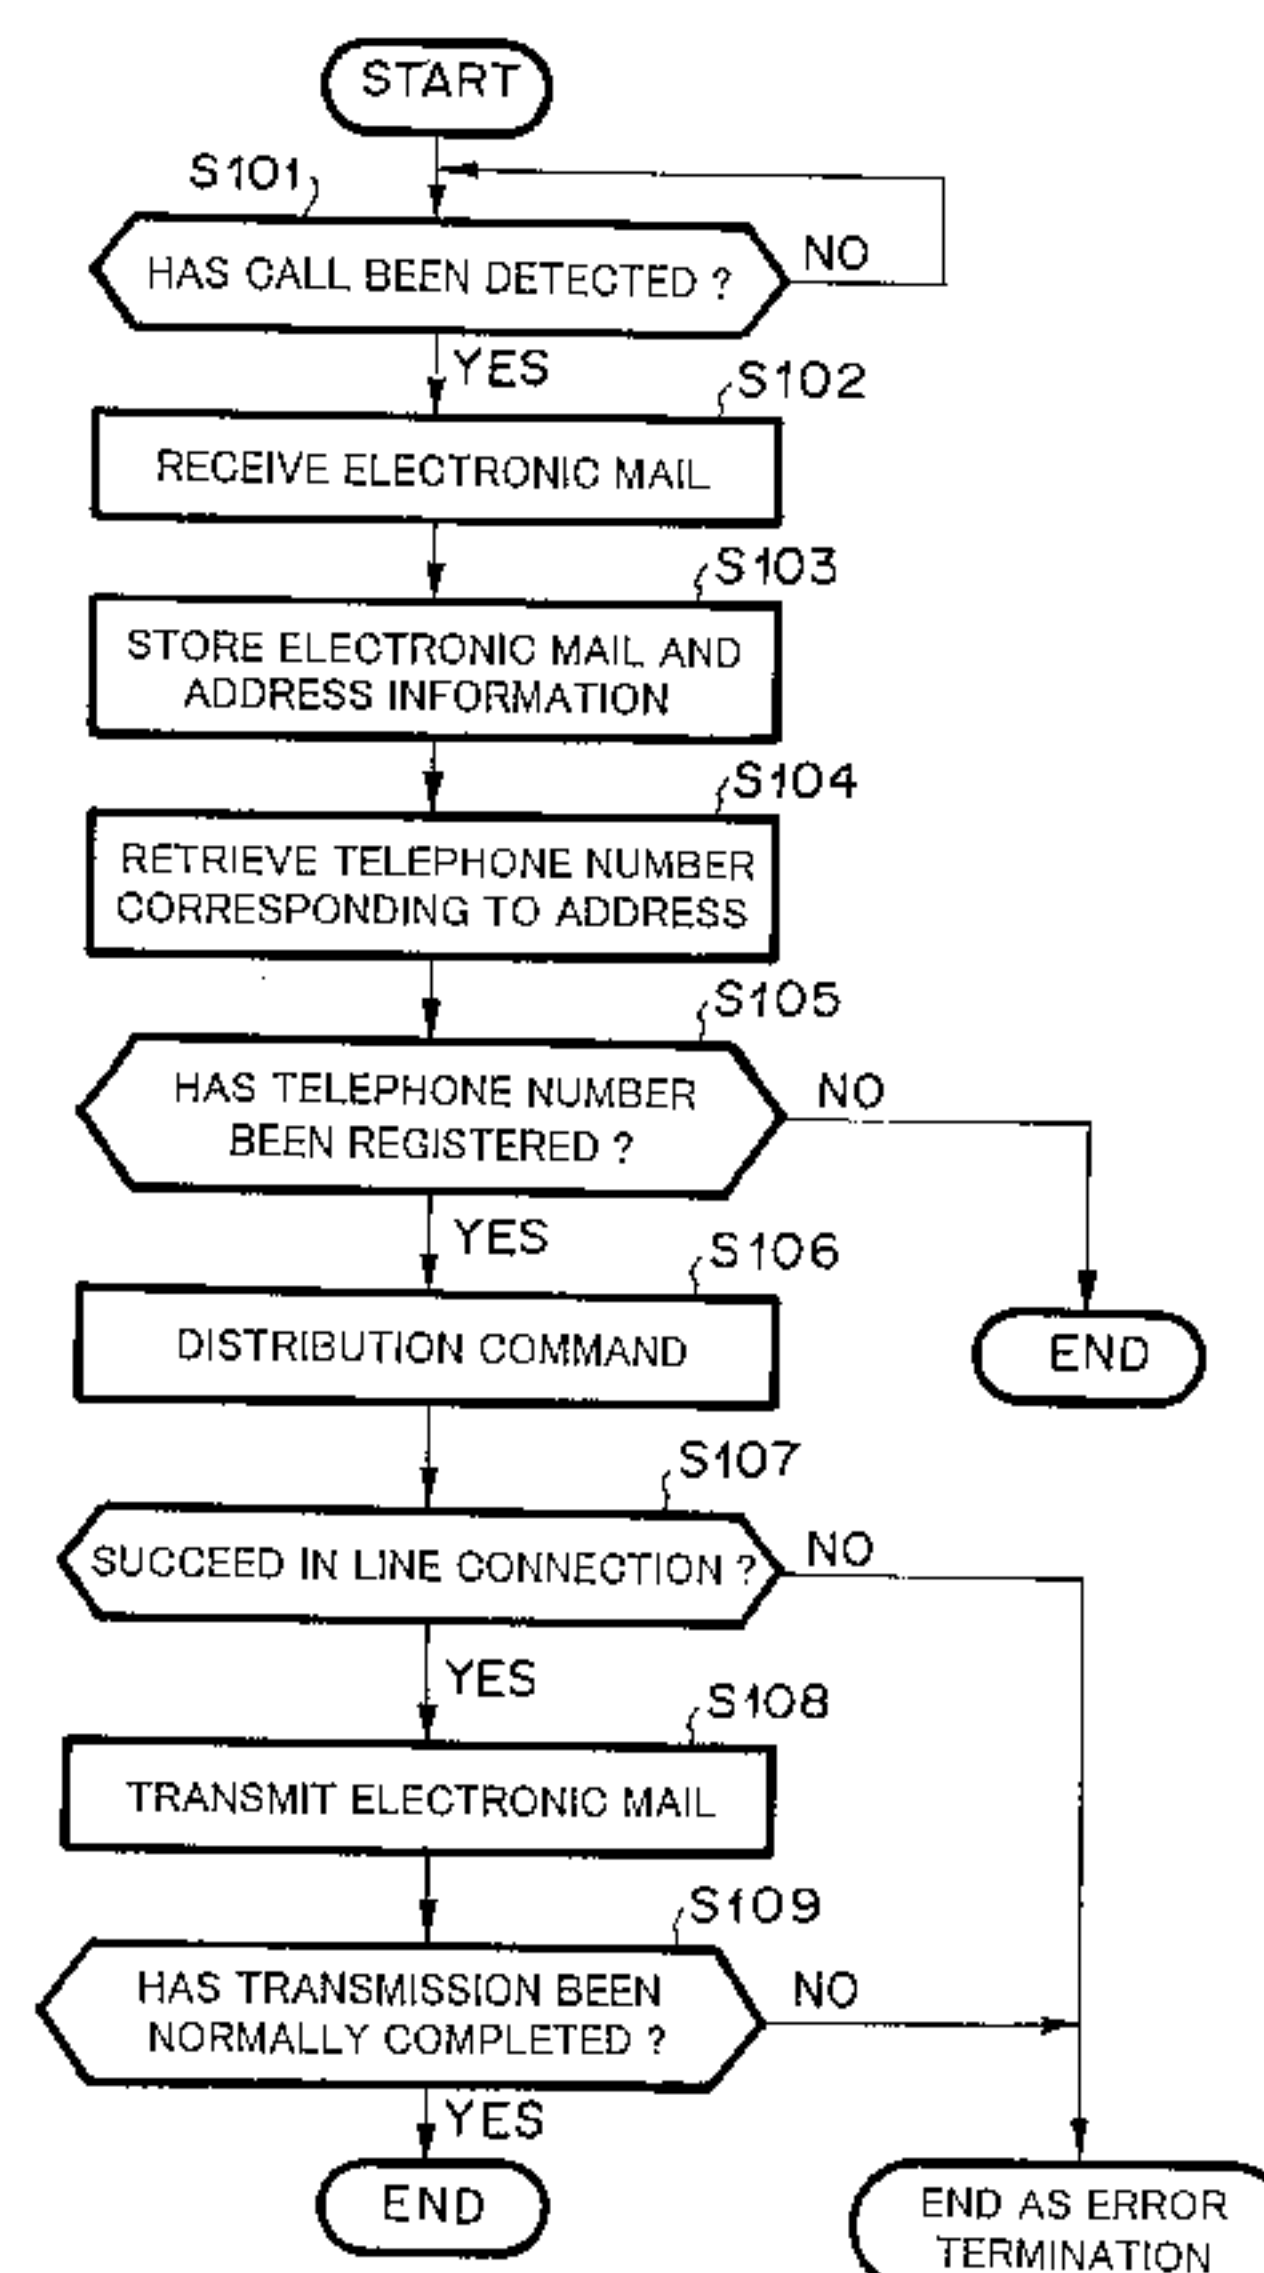 START
S101
HAS CALL BEEN DETECTED ?
NO
YES
S102
RECEIVE ELECTRONIC MAIL
S103
STORE ELECTRONIC MAIL AND
ADDRESS INFORMATION
S104
RETRIEVE TELEPHONE NUMBER
CORRESPONDING TO ADDRESS
S105
HAS TELEPHONE NUMBER
BEEN REGISTERED ?
NO
YES
S106
DISTRIBUTION COMMAND
END
S107
SUCCEED IN LINE CONNECTION ?
NO
YES
S108
TRANSMIT ELECTRONIC MAIL
S109
HAS TRANSMISSION BEEN
NORMALLY COMPLETED ?
NO
YES
END
END AS ERROR
TERMINATION